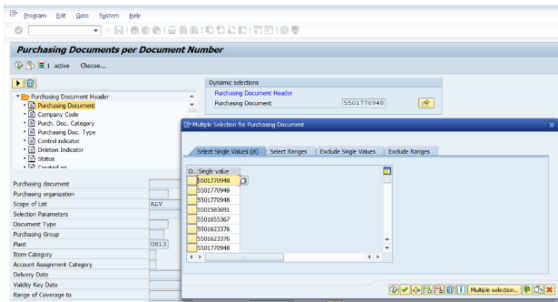 Program Edit Goto System Help
Purchasing Documents per Document Number
1 active Choose...
Dynamic selections
Purchasing Document Header
Purchasing Document 5501770948
Purchasing Document Header
Purchasing Document
Company Code
Purch. Doc. Category
Purchasing Doc. Type
Control indicator
Deletion Indicator
Status
Created on
Multiple Selection for Purchasing Document
Select Single Values (8) Select Ranges Exclude Single Values Exclude Ranges
O.. Single value
5501770948
5501770948
5501770948
5501583691
5501655367
5501623376
5501623376
5501770948
Multiple selection...
Purchasing document
Purchasing organization
Scope of List ALV
Selection Parameters
Document Type
Purchasing Group
Plant 0813
Item Category
Account Assignment Category
Delivery Date
Validity Key Date
Range of Coverage to